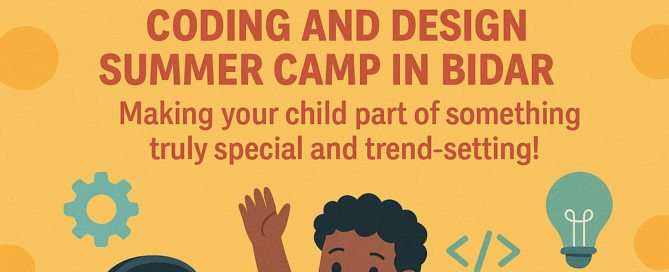 CODING AND DESIGN
SUMMER CAMP IN BIDAR
Making your child part of something
truly special and trend-setting!
</>